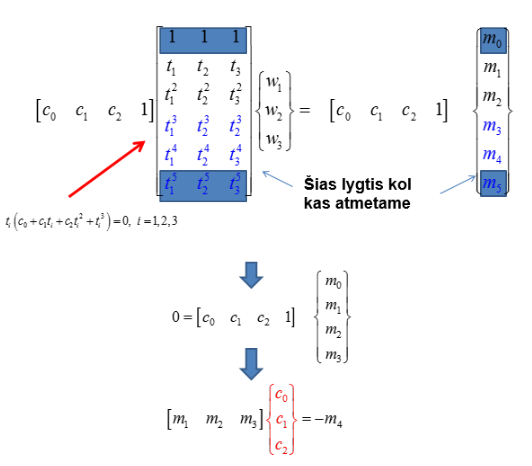 1 1 1
t₁ t₂ t₃
t₁² t₂² t₃²
[c₀ c₁ c₂ 1]
t₁³ t₂³ t₃³
t₁⁴ t₂⁴ t₃⁴
t₁⁵ t₂⁵ t₃⁵
w₁
w₂
w₃
= [c₀ c₁ c₂ 1]
m₀
m₁
m₂
m₃
m₄
m₅
Šias lygtis kol
kas atmetame
tᵢ(c₀+c₁tᵢ+c₂tᵢ²+tᵢ³)=0, i=1,2,3
0=[c₀ c₁ c₂ 1]
m₀
m₁
m₂
m₃
[m₁ m₂ m₃]
c₀
c₁
c₂
=−m₄